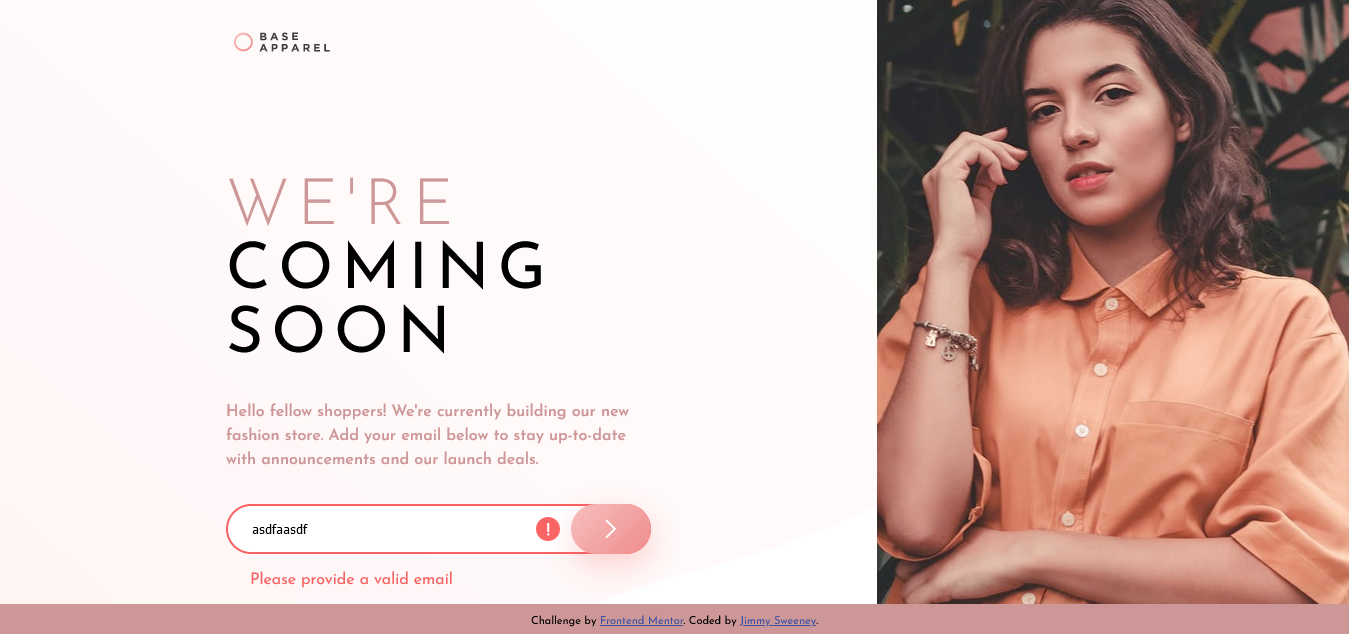 BASE
APPAREL
WE'RE
COMING
SOON
Hello fellow shoppers! We're currently building our new
fashion store. Add your email below to stay up-to-date
with announcements and our launch deals.
asdfaasdf !
Please provide a valid email
Challenge by Frontend Mentor. Coded by Jimmy Sweeney.